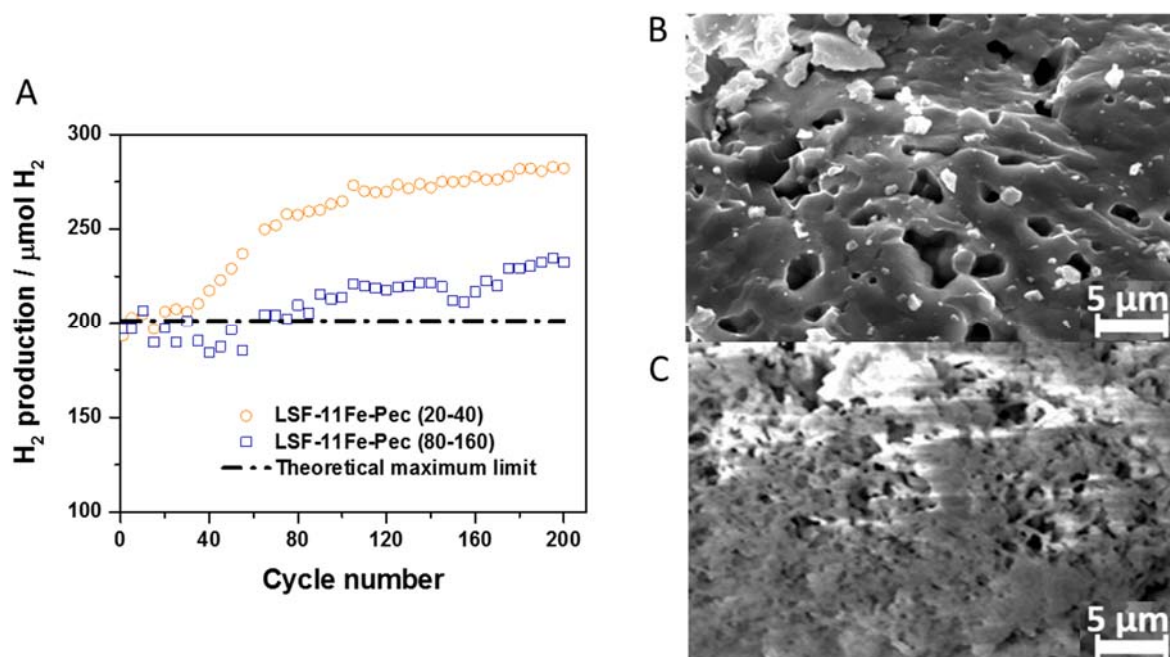 A
H₂ production / μmol H₂
300
250
200
150
100
0
40
80
120
160
200
Cycle number
LSF-11Fe-Pec (20-40)
LSF-11Fe-Pec (80-160)
Theoretical maximum limit
B
5 μm
C
5 μm